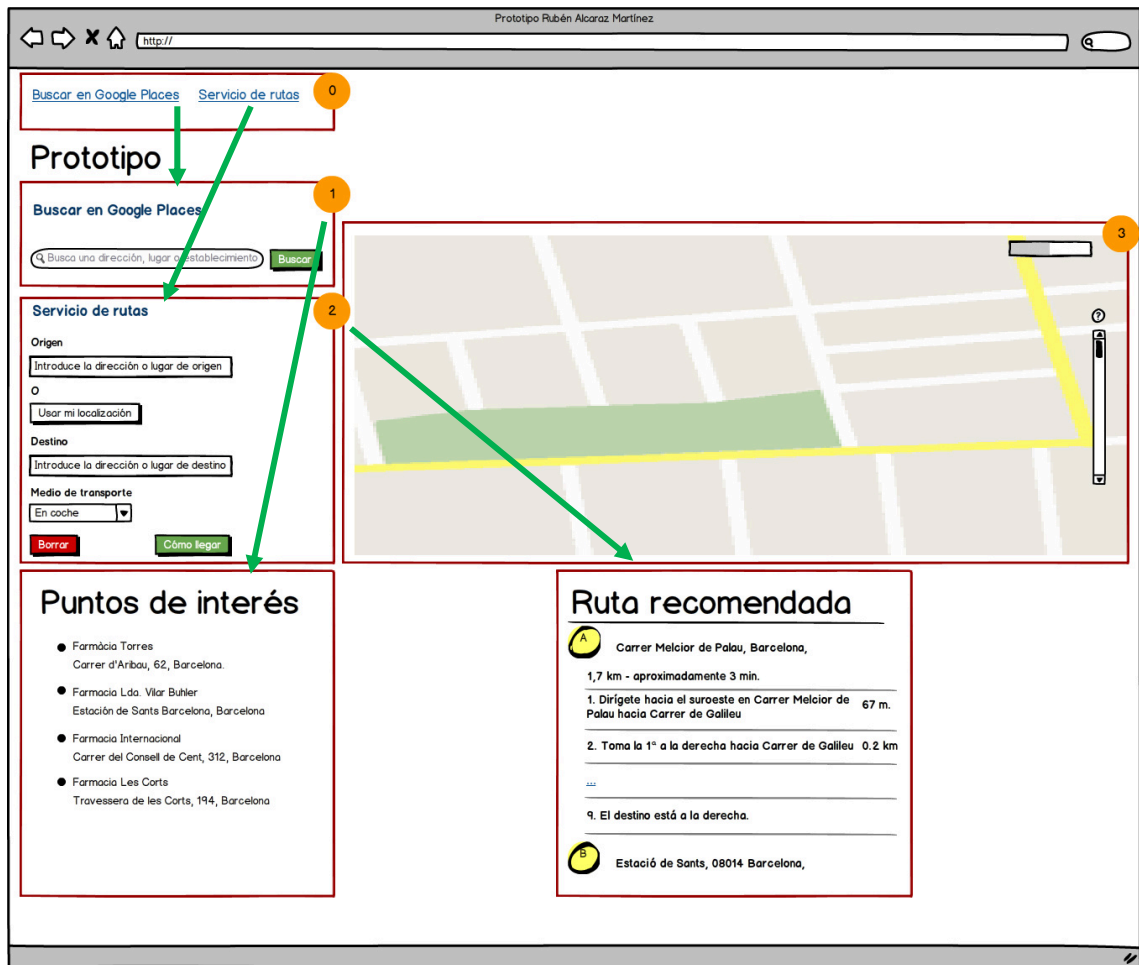 Prototipo Rubén Alcaraz Martínez
http://
Buscar en Google Places
Servicio de rutas
0
Prototipo
1
Buscar en Google Places
Busca una dirección, lugar o establecimiento
Buscar
2
Servicio de rutas
Origen
Introduce la dirección o lugar de origen
O
Usar mi localización
Destino
Introduce la dirección o lugar de destino
Medio de transporte
En coche
Borrar
Cómo llegar
3
?
Puntos de interés
Farmàcia Torres
Carrer d'Aribau, 62, Barcelona.
Farmacia Lda. Vilar Buhler
Estación de Sants Barcelona, Barcelona
Farmacia Internacional
Carrer del Consell de Cent, 312, Barcelona
Farmacia Les Corts
Travessera de les Corts, 194, Barcelona
Ruta recomendada
A
Carrer Melcior de Palau, Barcelona,
1,7 km - aproximadamente 3 min.
1. Dirígete hacia el suroeste en Carrer Melcior de
Palau hacia Carrer de Galileu
67 m.
2. Toma la 1ª a la derecha hacia Carrer de Galileu 0.2 km
...
9. El destino está a la derecha.
B
Estació de Sants, 08014 Barcelona,